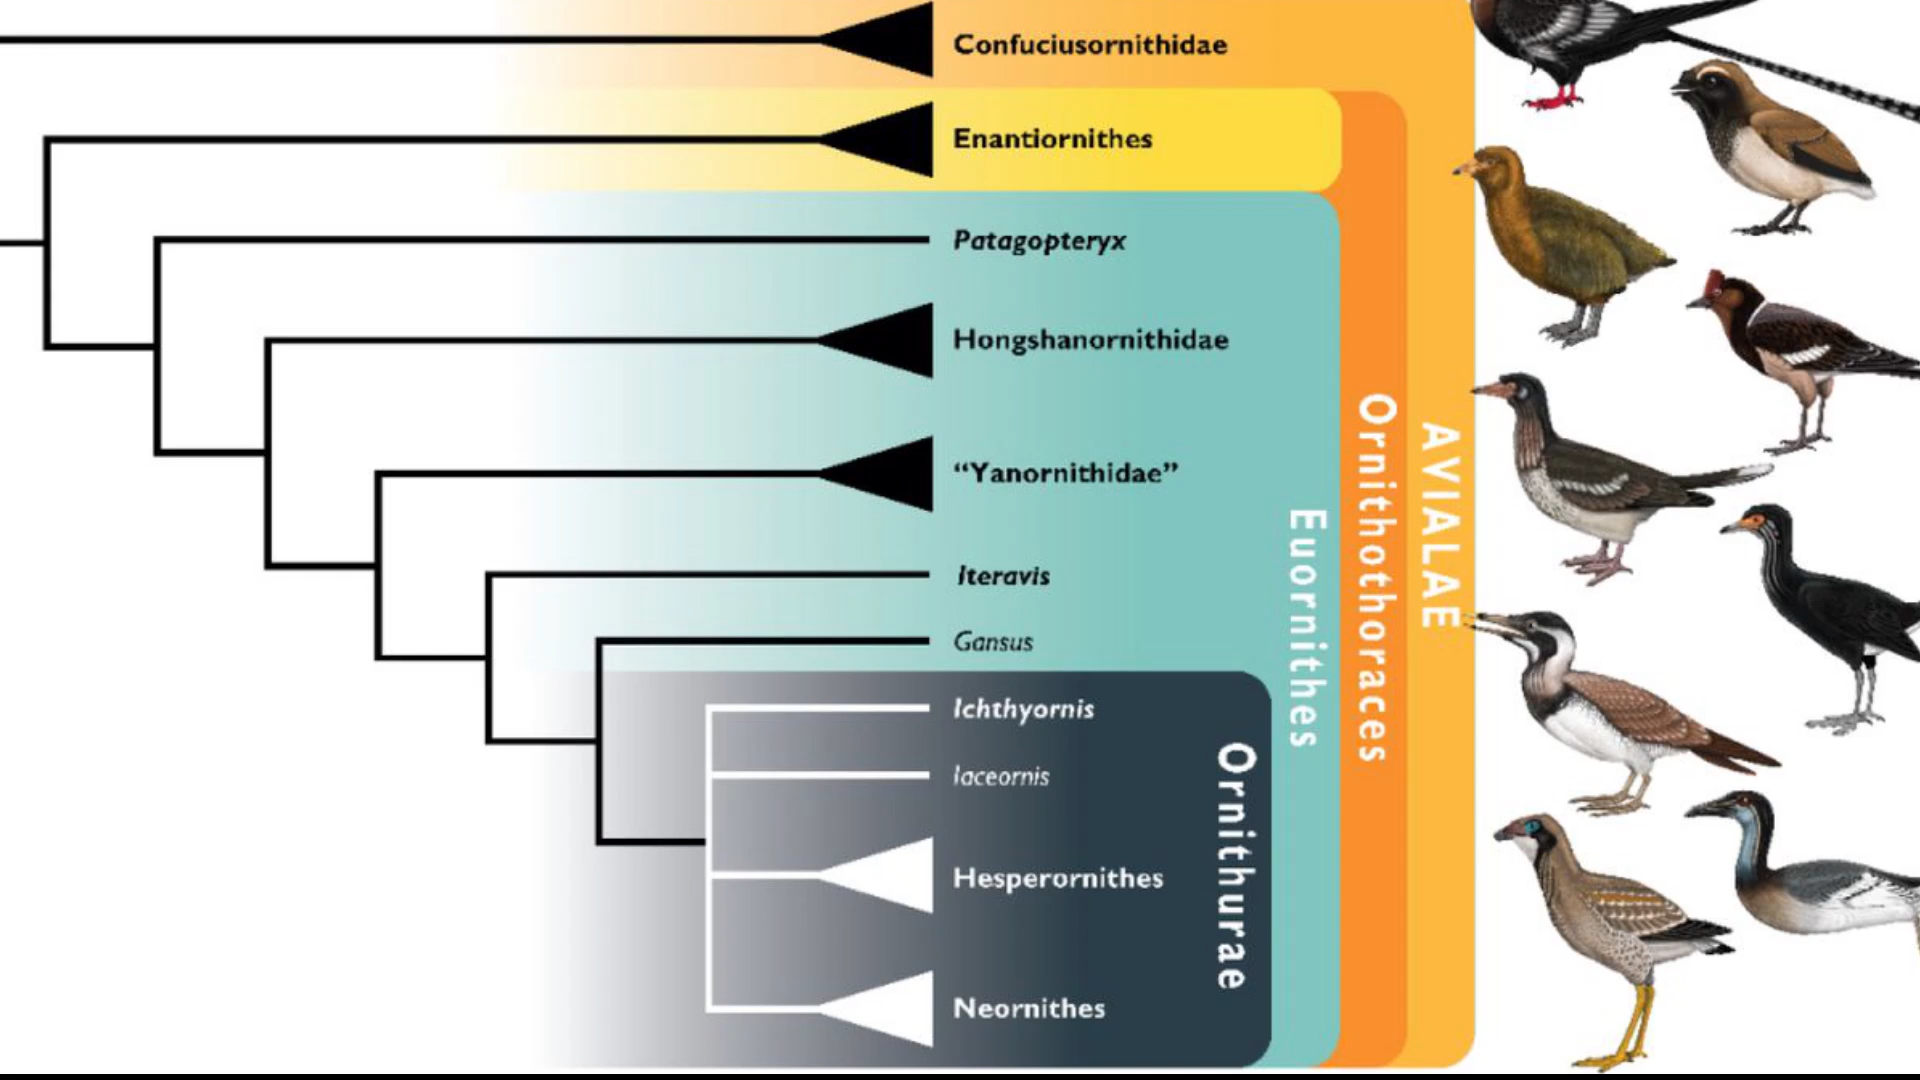 Confuciusornithidae
Enantiornithes
Patagopteryx
Hongshanornithidae
“Yanornithidae”
Iteravis
Gansus
Ichthyornis
Iaceornis
Hesperornithes
Neornithes
Ornithurae
Euornithes
Ornithothoraces
AVIALAE